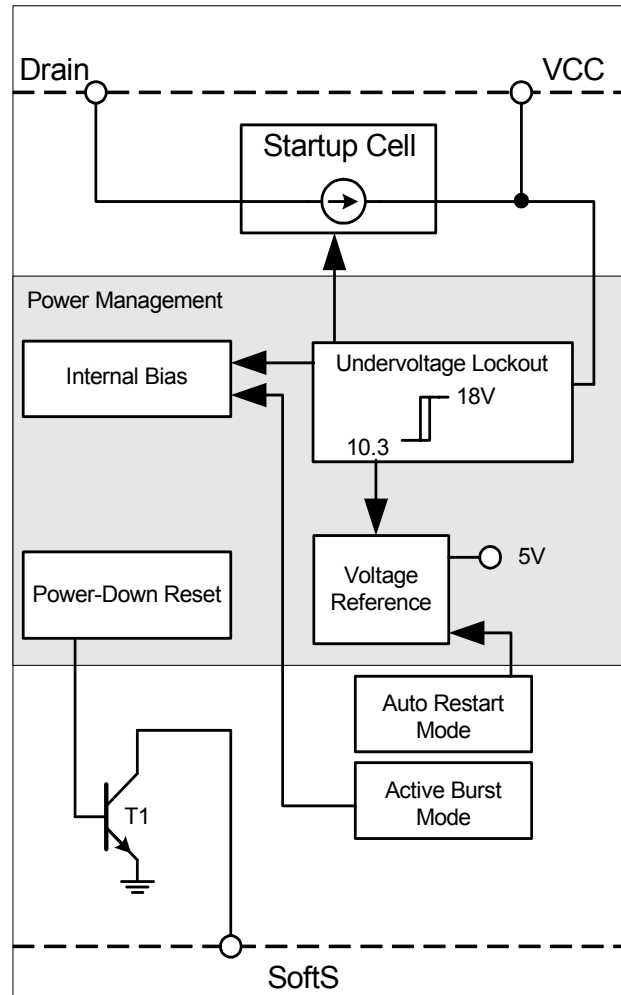 Drain
VCC
Startup Cell
Power Management
Internal Bias
Undervoltage Lockout
18V
10.3
Power-Down Reset
Voltage
Reference
5V
Auto Restart
Mode
Active Burst
Mode
T1
SoftS